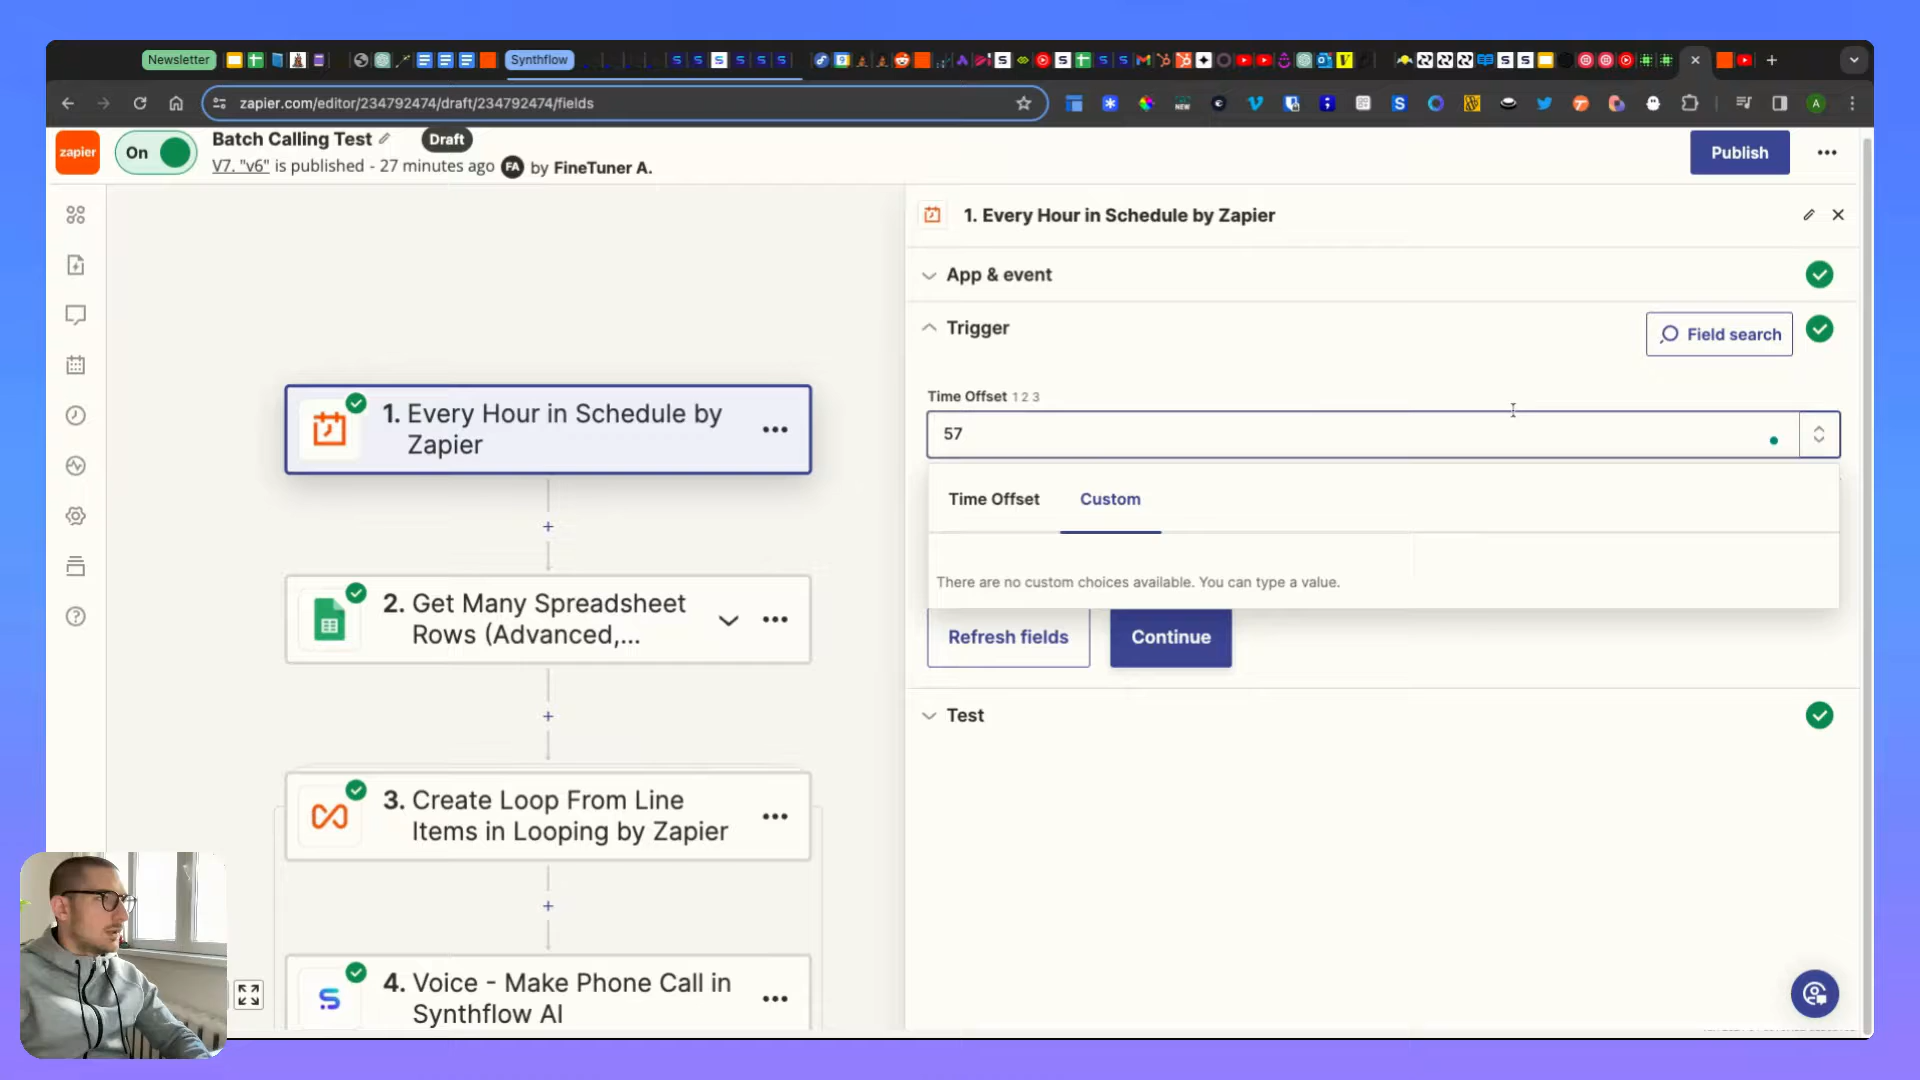 Newsletter
Synthflow
zapier.com/editor/234792474/draft/234792474/fields
zapier
On
Batch Calling Test
Draft
V7. "v6" is published - 27 minutes ago FA by FineTuner A.
Publish
1. Every Hour in Schedule by Zapier
App & event
Trigger
Field search
Time Offset 1 2 3
57
Time Offset
Custom
There are no custom choices available. You can type a value.
Refresh fields
Continue
Test
1. Every Hour in Schedule by
Zapier
2. Get Many Spreadsheet
Rows (Advanced,...
3. Create Loop From Line
Items in Looping by Zapier
4. Voice - Make Phone Call in
Synthflow AI